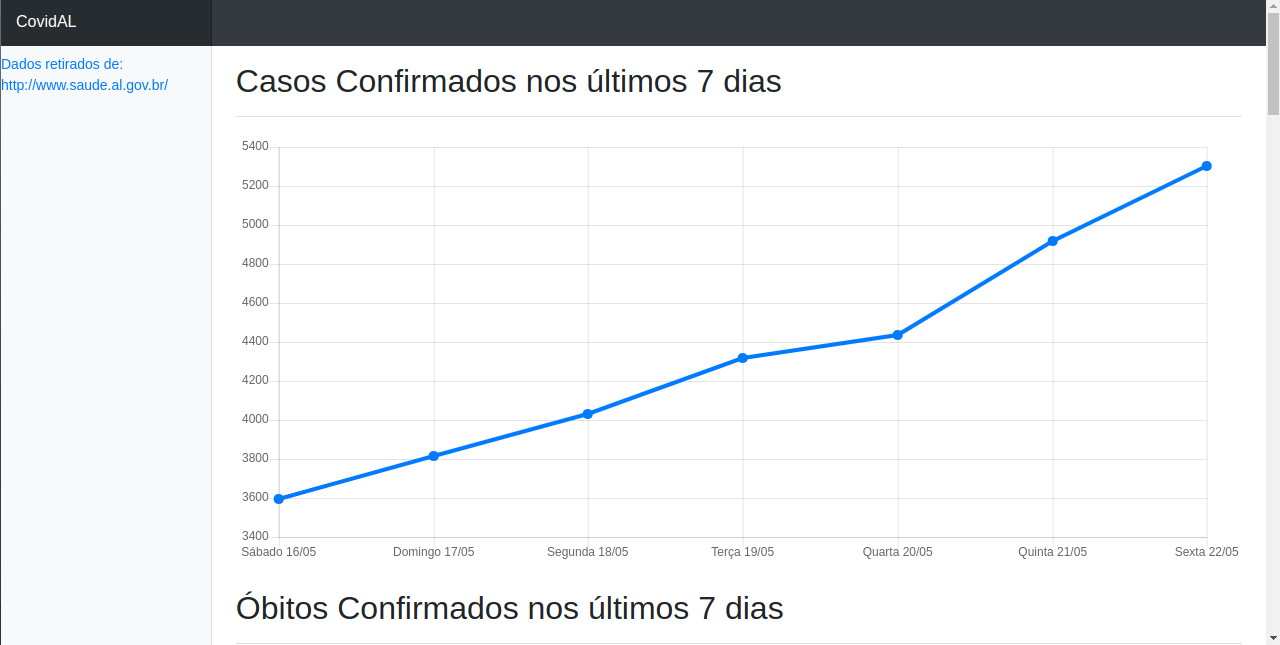 CovidAL
Dados retirados de:
http://www.saude.al.gov.br/
Casos Confirmados nos últimos 7 dias
5400
5200
5000
4800
4600
4400
4200
4000
3800
3600
3400
Sábado 16/05 Domingo 17/05 Segunda 18/05 Terça 19/05 Quarta 20/05 Quinta 21/05 Sexta 22/05
Óbitos Confirmados nos últimos 7 dias